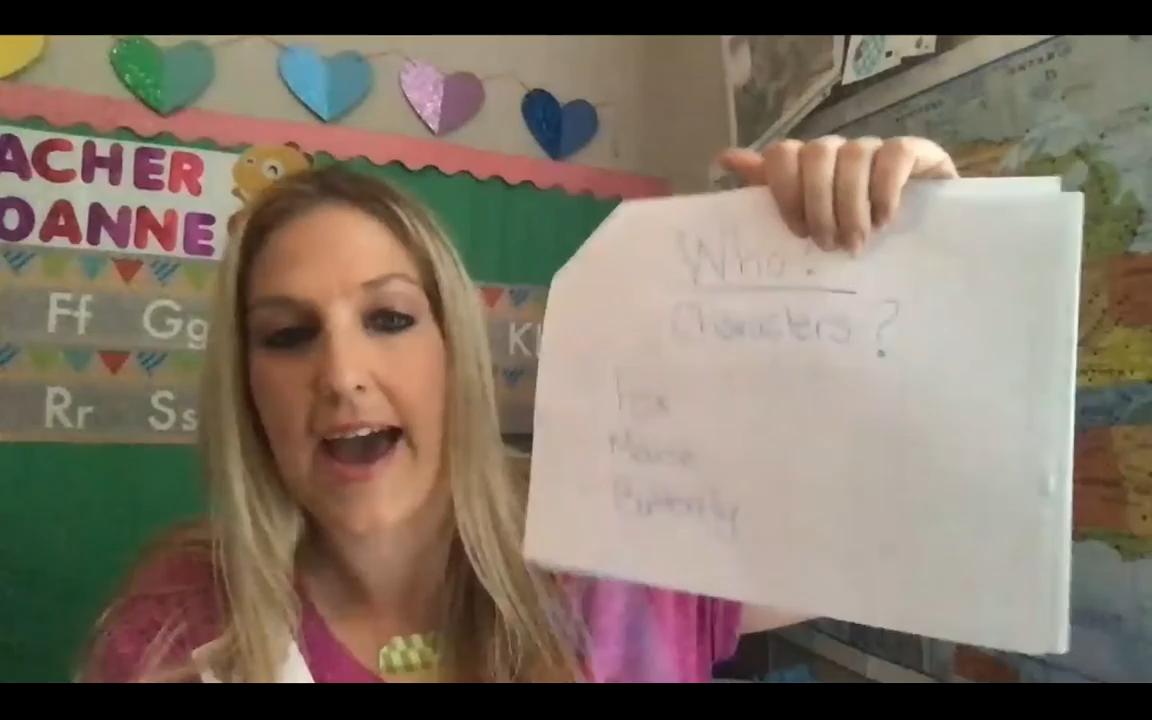 ACHER
OANNE
Ff Gg
Rr Ss
Who?
Characters?
Fox
Mouse
Butterfly